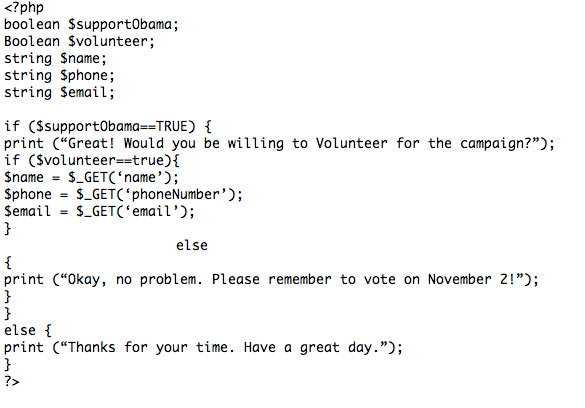 <?php
boolean $supportObama;
Boolean $volunteer;
string $name;
string $phone;
string $email;

if ($supportObama==TRUE) {
print (“Great! Would you be willing to Volunteer for the campaign?”);
if ($volunteer==true){
$name = $_GET(‘name’);
$phone = $_GET(‘phoneNumber’);
$email = $_GET(‘email’);
}
else
{
print (“Okay, no problem. Please remember to vote on November 2!”);
}
}
else {
print (“Thanks for your time. Have a great day.”);
}
?>